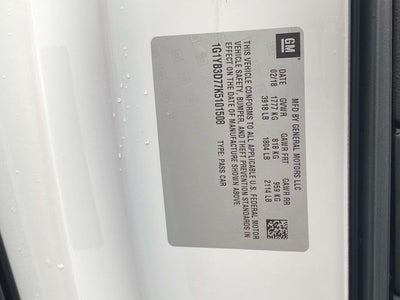 GM
MFD BY GENERAL MOTORS LLC
DATE GVWR GAWR FRT GAWR RR
02/18 1777 KG 818 KG 959 KG
3918 LB 1804 LB 2114 LB
THIS VEHICLE CONFORMS TO ALL APPLICABLE U.S. FEDERAL MOTOR
VEHICLE SAFETY, BUMPER, AND THEFT PREVENTION STANDARDS IN
EFFECT ON THE DATE OF MANUFACTURE SHOWN ABOVE.
1G1YB3D77K5101508 TYPE: PASS CAR